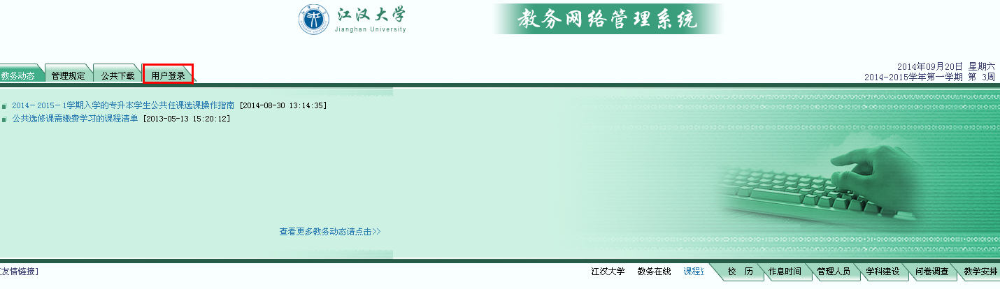 江汉大学
Jianghan University
教务网络管理系统
教务动态 管理规定 公共下载 用户登录
2014年09月20日 星期六
2014-2015学年第一学期 第 3周
2014－2015－1学期入学的专升本学生公共任课选课操作指南 [2014-08-30 13:14:35]
公共选修课需缴费学习的课程清单 [2013-05-13 15:20:12]
查看更多教务动态请点击>>
[友情链接]
江汉大学 教务在线 课程 校 历 作息时间 管理人员 学科建设 问卷调查 教学安排